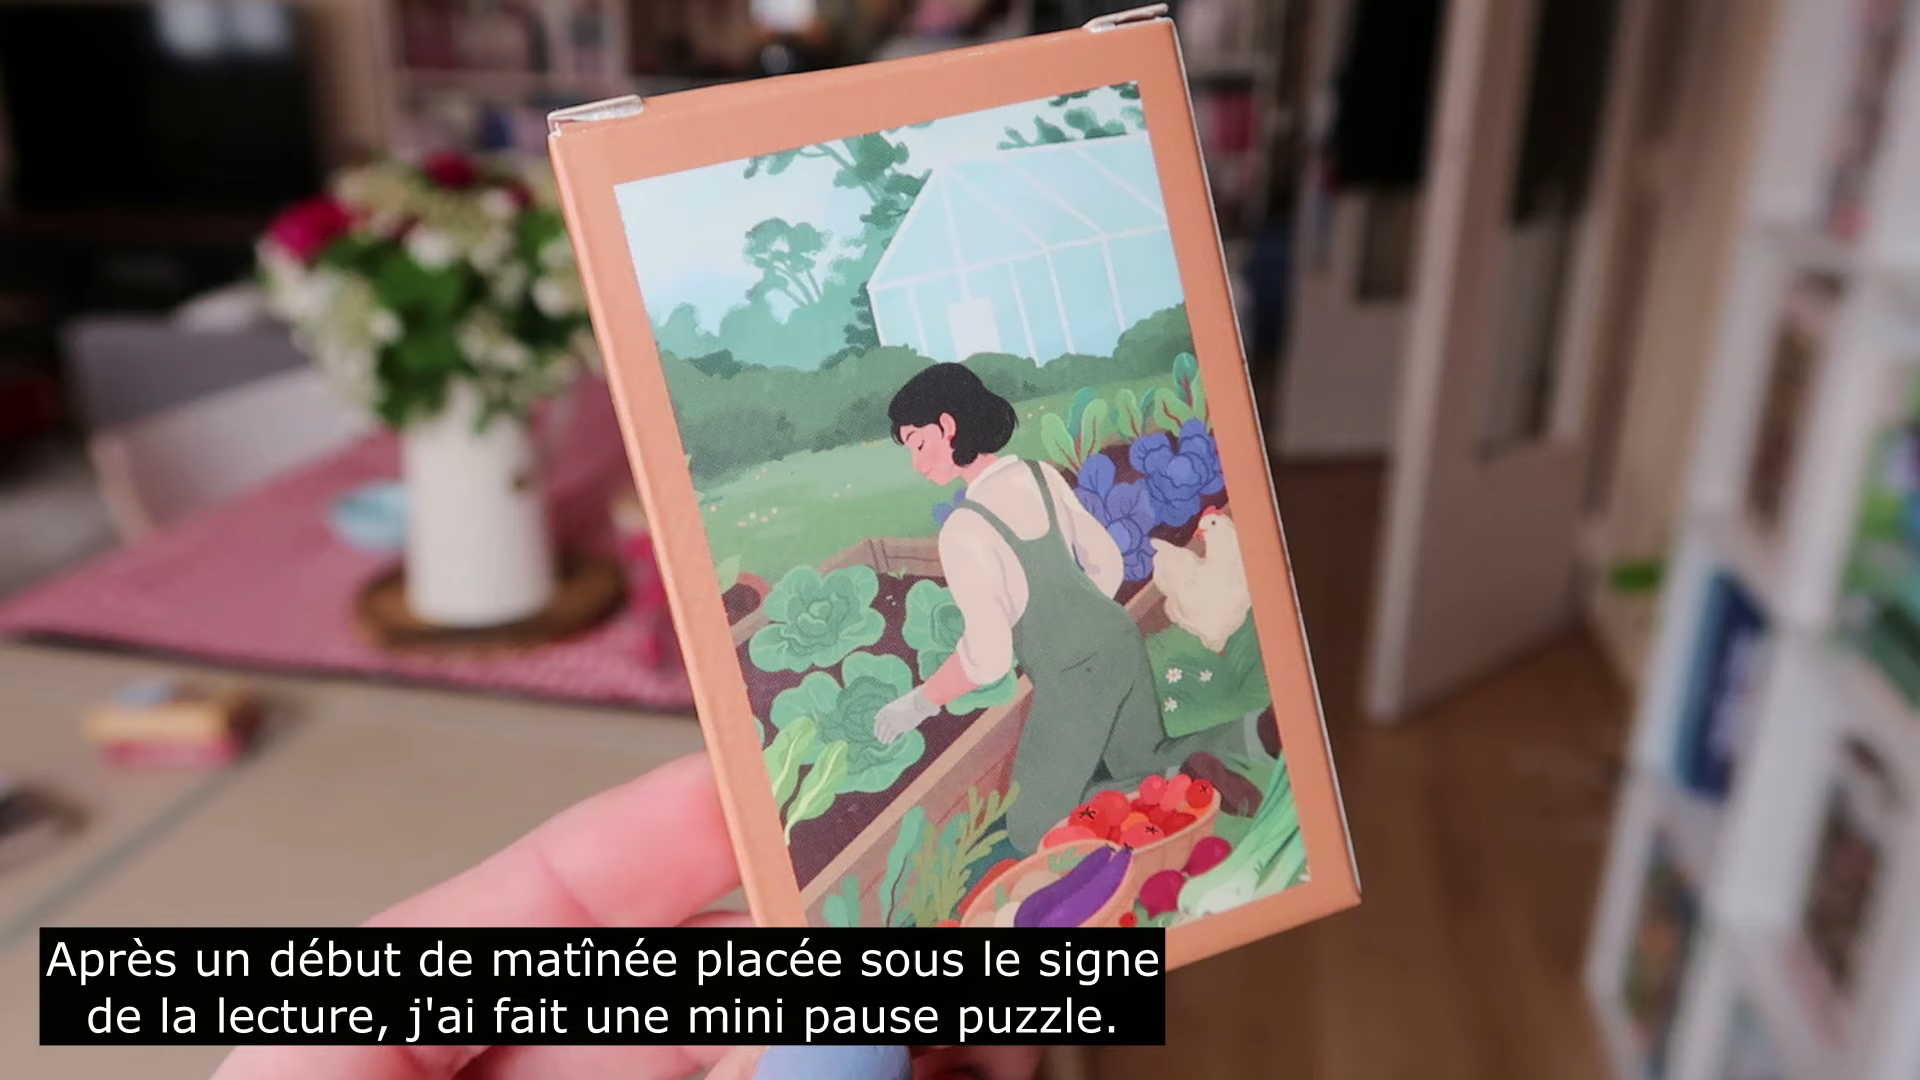 Après un début de matînée placée sous le signe
de la lecture, j'ai fait une mini pause puzzle.